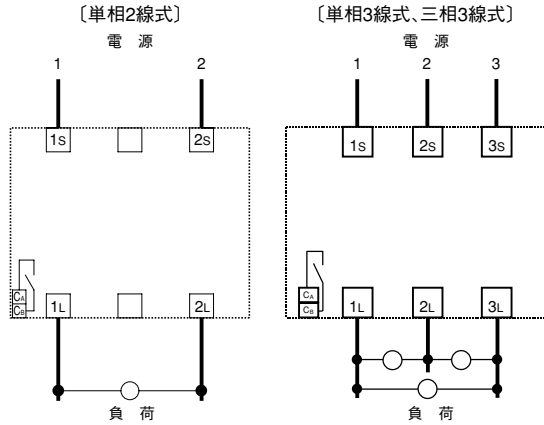 〔単相2線式〕
電 源
1 2
1S 2S
CA
CB
1L 2L
負 荷
〔単相3線式、三相3線式〕
電 源
1 2 3
1S 2S 3S
CA
CB
1L 2L 3L
負 荷